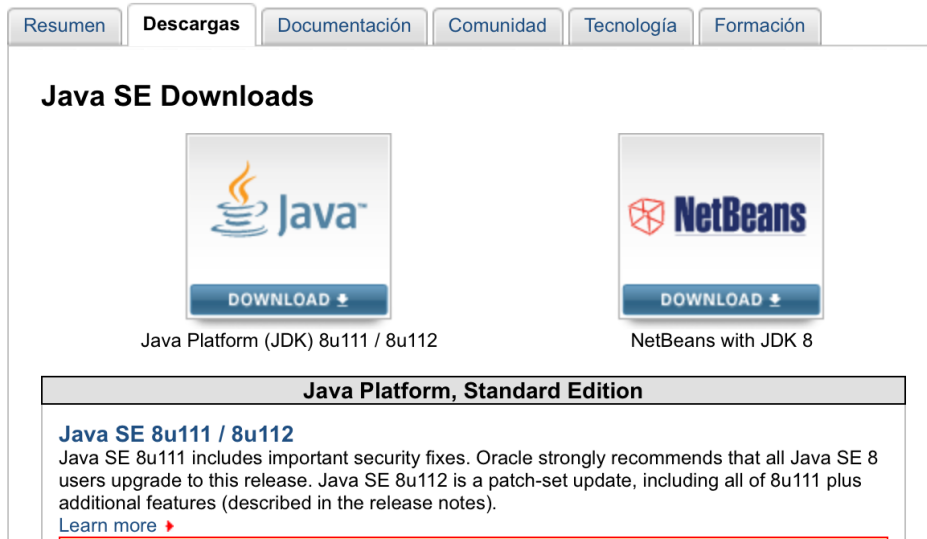 Resumen Descargas Documentación Comunidad Tecnología Formación
Java SE Downloads
Java™ NetBeans
DOWNLOAD DOWNLOAD
Java Platform (JDK) 8u111 / 8u112 NetBeans with JDK 8
Java Platform, Standard Edition
Java SE 8u111 / 8u112
Java SE 8u111 includes important security fixes. Oracle strongly recommends that all Java SE 8
users upgrade to this release. Java SE 8u112 is a patch-set update, including all of 8u111 plus
additional features (described in the release notes).
Learn more